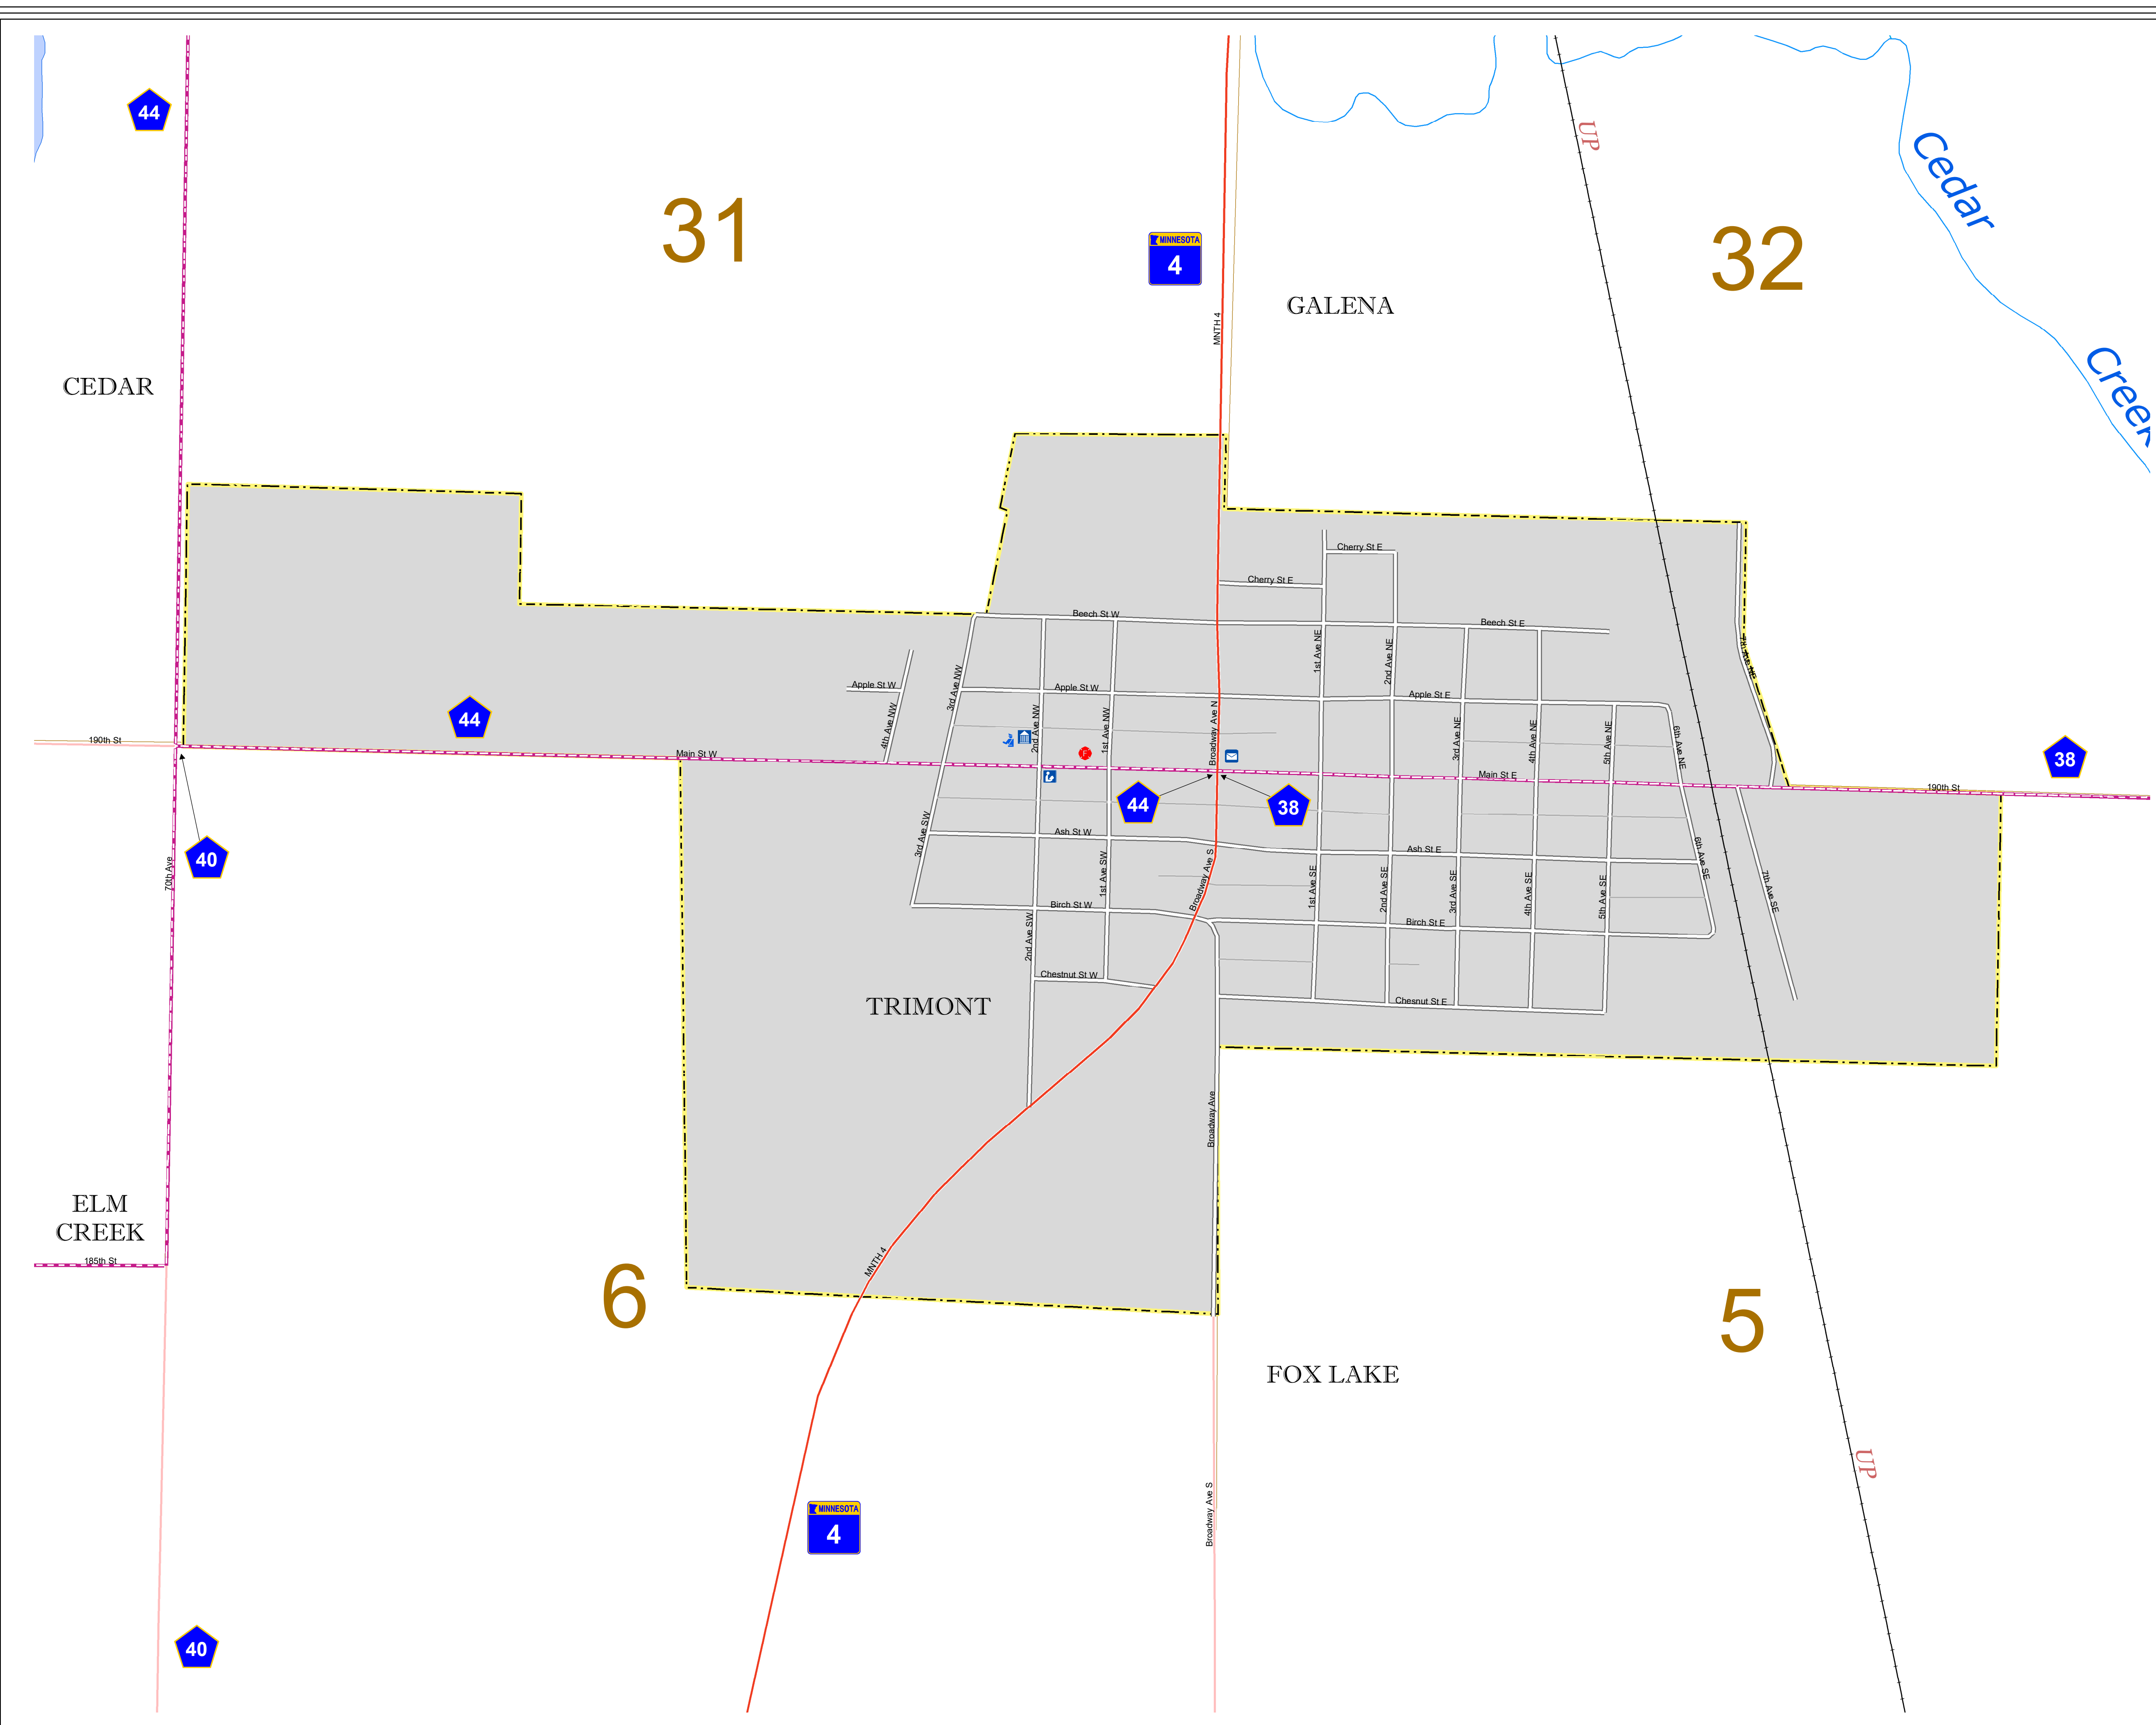 44
UP
Cedar
31
MINNESOTA
4
32
GALENA
MNTH 4
CEDAR
Creek
Cherry St E
Cherry St E
Beech St W
Beech St E
1st Ave NE
2nd Ave NE
7th Ave NE
3rd Ave NW
Apple St W
Apple St W
Apple St E
44
4th Ave NW
2nd Ave NW
1st Ave NW
Broadway Ave N
3rd Ave NE
4th Ave NE
5th Ave NE
6th Ave NE
190th St
Main St W
F
38
Main St E
190th St
44
38
3rd Ave SW
Ash St W
Ash St E
40
70th Ave
1st Ave SW
Broadway Ave S
1st Ave SE
2nd Ave SE
3rd Ave SE
4th Ave SE
5th Ave SE
6th Ave SE
7th Ave SE
Birch St W
Birch St E
2nd Ave SW
Chestnut St W
Chesnut St E
TRIMONT
Broadway Ave
ELM
CREEK
185th St
MNTH 4
6
5
FOX LAKE
UP
Broadway Ave S
MINNESOTA
4
40